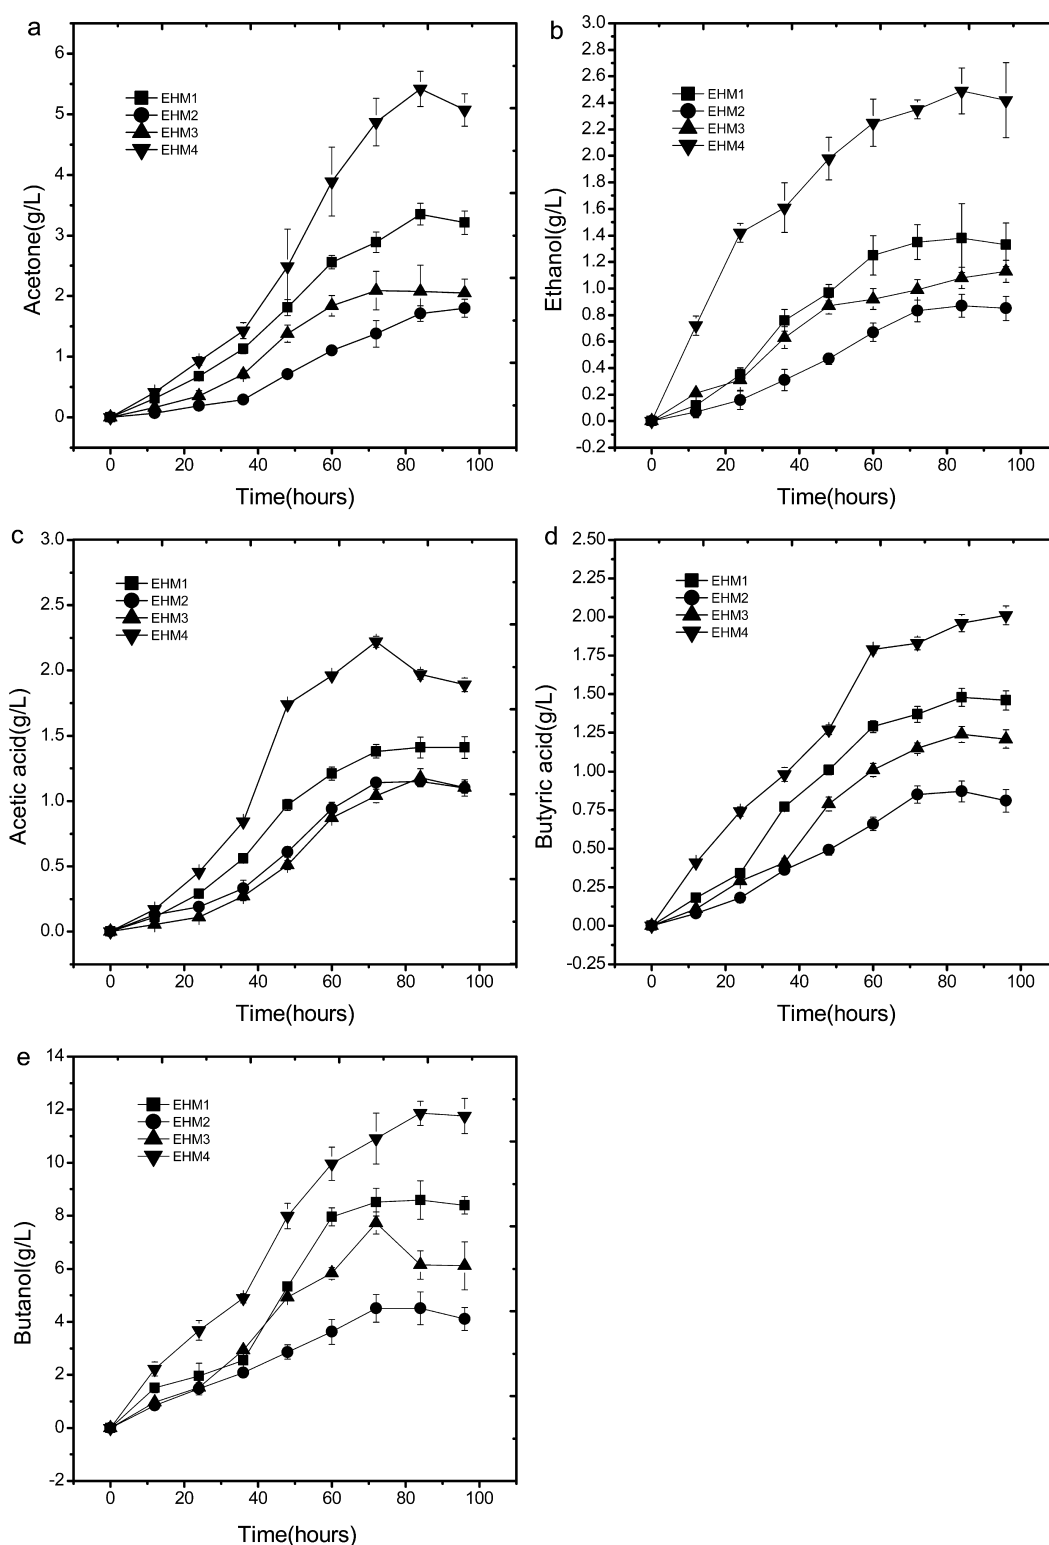 a
6
5
4
3
2
1
0
Acetone(g/L)
EHM1
EHM2
EHM3
EHM4
0 20 40 60 80 100
Time(hours)
b
3.0
2.8
2.6
2.4
2.2
2.0
1.8
1.6
1.4
1.2
1.0
0.8
0.6
0.4
0.2
0.0
-0.2
Ethanol(g/L)
EHM1
EHM2
EHM3
EHM4
0 20 40 60 80 100
Time(hours)
c
3.0
2.5
2.0
1.5
1.0
0.5
0.0
Acetic acid(g/L)
EHM1
EHM2
EHM3
EHM4
0 20 40 60 80 100
Time(hours)
d
2.50
2.25
2.00
1.75
1.50
1.25
1.00
0.75
0.50
0.25
0.00
-0.25
Butyric acid(g/L)
EHM1
EHM2
EHM3
EHM4
0 20 40 60 80 100
Time(hours)
e
14
12
10
8
6
4
2
0
-2
Butanol(g/L)
EHM1
EHM2
EHM3
EHM4
0 20 40 60 80 100
Time(hours)